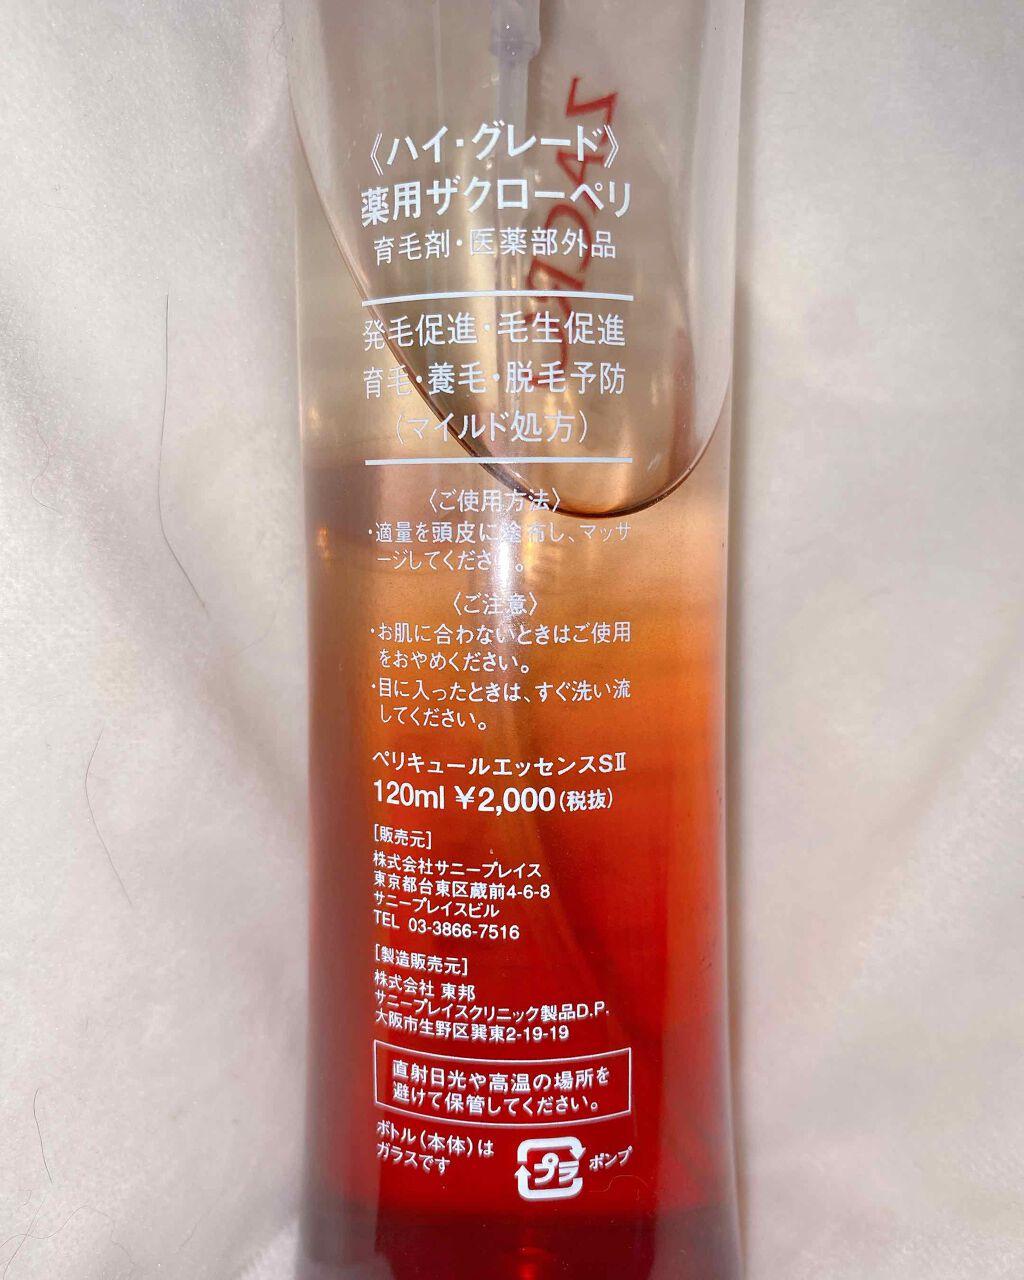 《ハイ・グレード》
薬用ザクローペリ
育毛剤・医薬部外品
発毛促進・毛生促進
育毛・養毛・脱毛予防
(マイルド処方)
〈ご使用方法〉
・適量を頭皮に塗布し、マッサ
ージしてください。
〈ご注意〉
・お肌に合わないときはご使用
をおやめください。
・目に入ったときは、すぐ洗い流
してください。
ペリキュールエッセンスSⅡ
120ml ¥2,000(税抜)
[販売元]
株式会社サニープレイス
東京都台東区蔵前4-6-8
サニープレイスビル
TEL 03-3866-7516
[製造販売元]
株式会社 東邦
サニープレイスクリニック製品D.P.
大阪市生野区巽東2-19-19
直射日光や高温の場所を
避けて保管してください。
ボトル(本体)は
ガラスです
プラ ポンプ